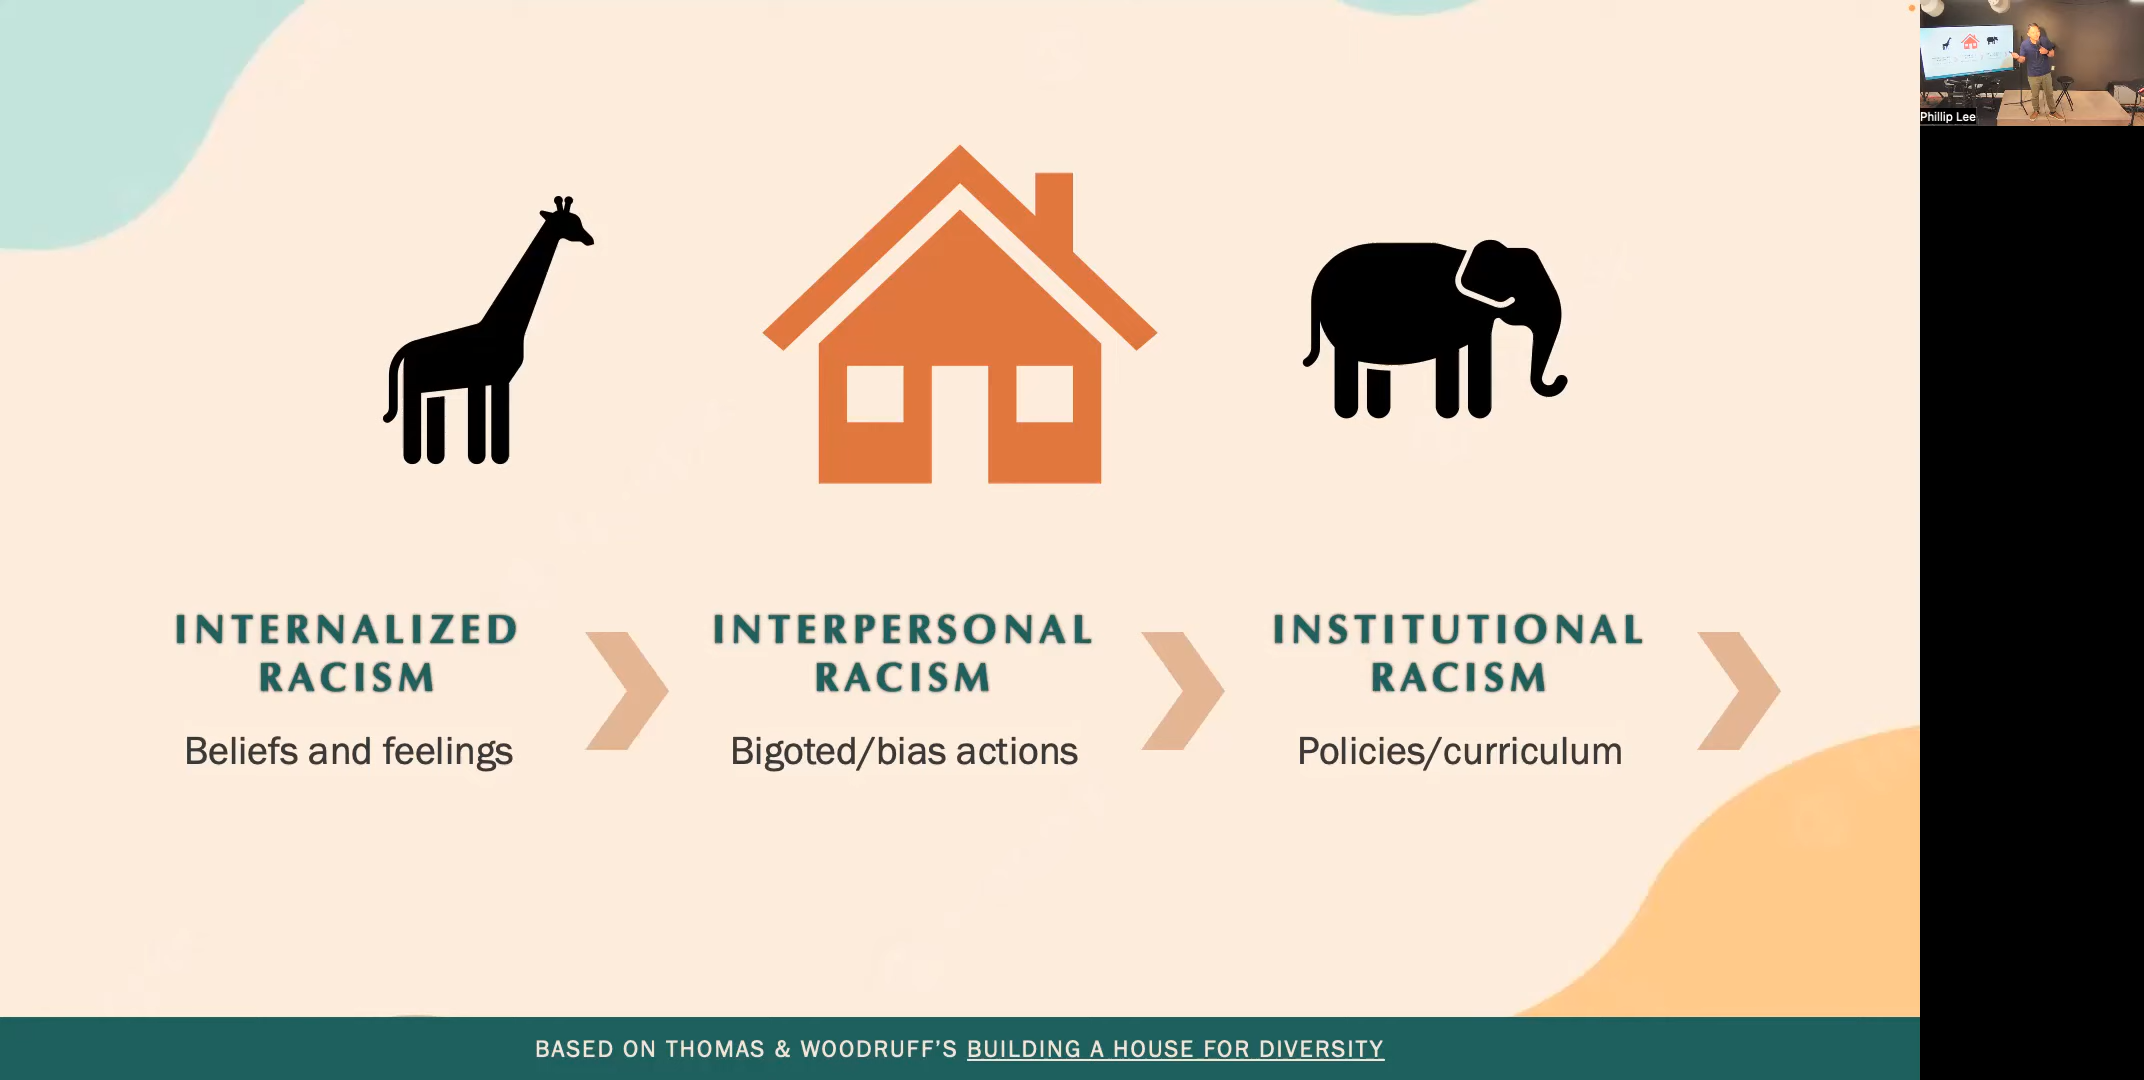 Phillip Lee
INTERNALIZED
RACISM
Beliefs and feelings
INTERPERSONAL
RACISM
Bigoted/bias actions
INSTITUTIONAL
RACISM
Policies/curriculum
BASED ON THOMAS & WOODRUFF’S BUILDING A HOUSE FOR DIVERSITY